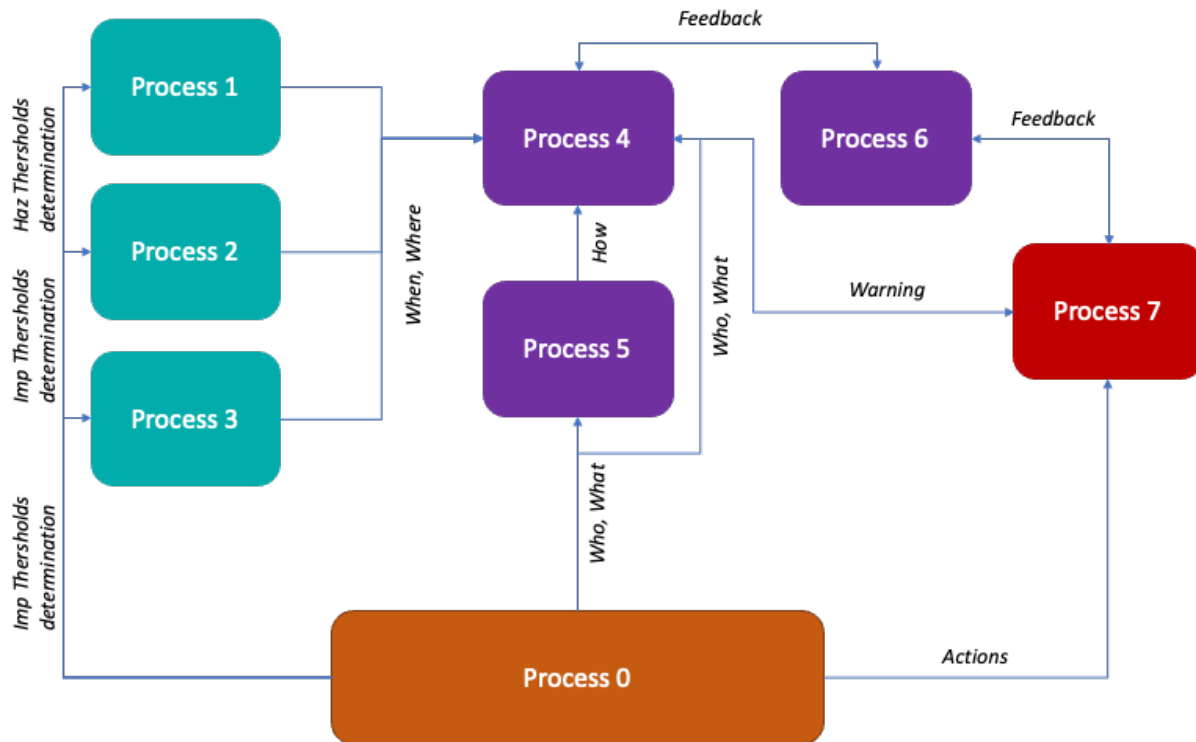 Feedback
Process 1
Process 4
Process 6
Feedback
Haz Thersholds
determination
When, Where
How
Who, What
Process 2
Warning
Process 7
Imp Thersholds
determination
Process 5
Process 3
Imp Thersholds
determination
Who, What
Process 0
Actions